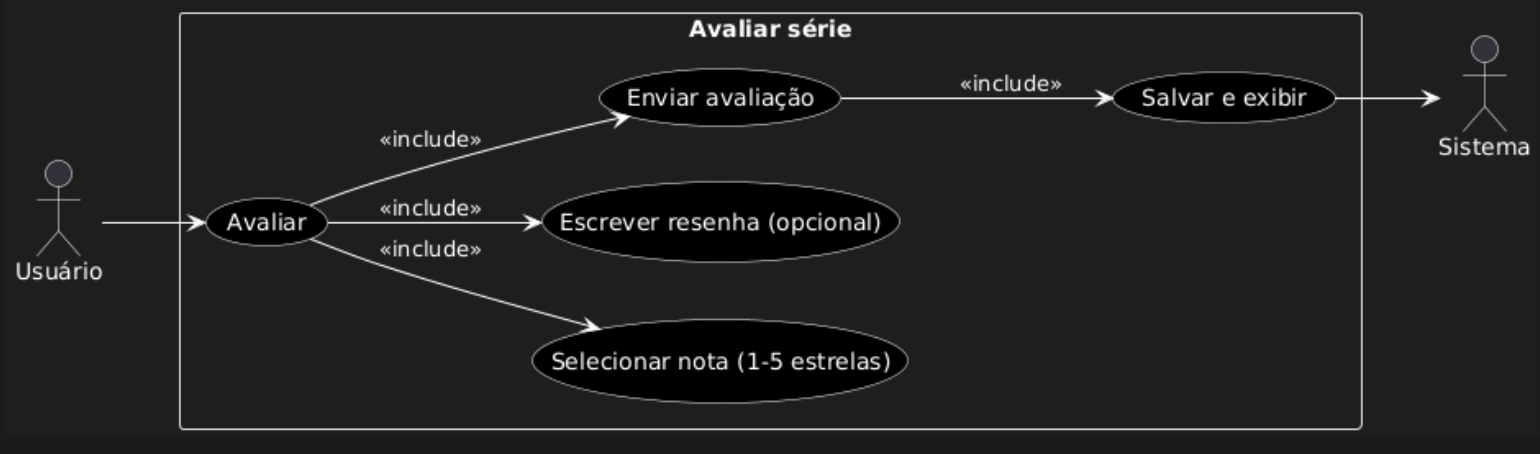 Avaliar série
Enviar avaliação
«include»
Salvar e exibir
Sistema
«include»
Usuário
Avaliar
«include»
Escrever resenha (opcional)
«include»
Selecionar nota (1-5 estrelas)